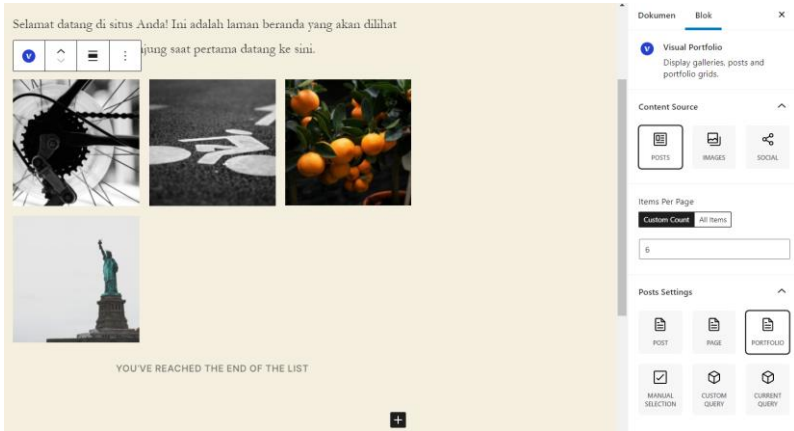 Selamat datang di situs Anda! Ini adalah laman beranda yang akan dilihat
jung saat pertama datang ke sini.
YOU'VE REACHED THE END OF THE LIST
Dokumen
Blok
Visual Portfolio
Display galleries, posts and
portfolio grids.
Content Source
POSTS
IMAGES
SOCIAL
Items Per Page
Custom Count
All Items
6
Posts Settings
POST
PAGE
PORTFOLIO
MANUAL
SELECTION
CUSTOM
QUERY
CURRENT
QUERY